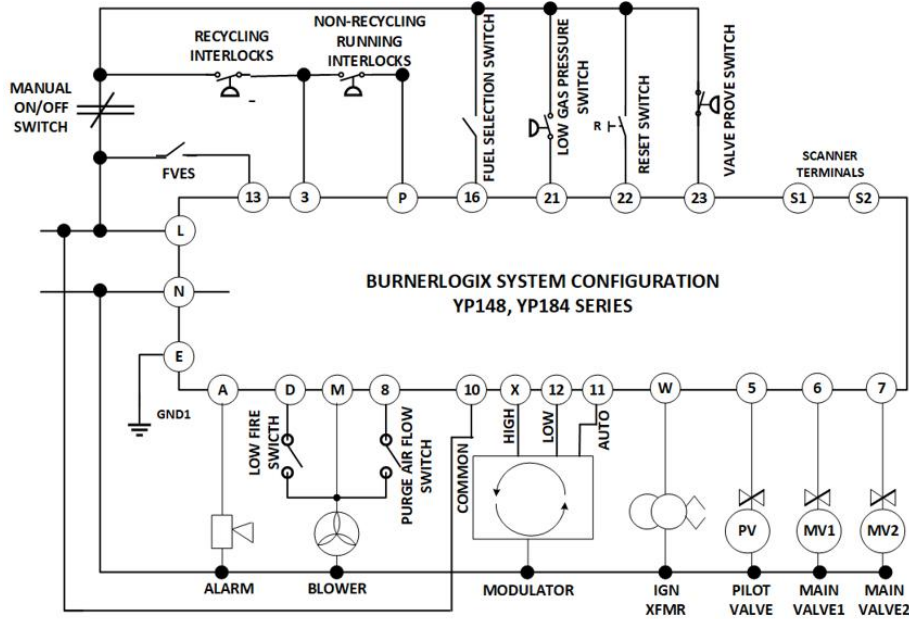 RECYCLING
INTERLOCKS
NON-RECYCLING
RUNNING
INTERLOCKS
MANUAL
ON/OFF
SWITCH
FVES
FUEL SELECTION SWITCH
LOW GAS PRESSURE
SWITCH
R
RESET SWITCH
VALVE PROVE SWITCH
SCANNER
TERMINALS
13
3
P
16
21
22
23
S1
S2
L
N
E
BURNERLOGIX SYSTEM CONFIGURATION
YP148, YP184 SERIES
GND1
A
D
M
8
10
X
12
11
W
5
6
7
LOW FIRE
SWICTH
PURGE AIR FLOW
SWITCH
COMMON
HIGH
LOW
AUTO
PV
MV1
MV2
ALARM
BLOWER
MODULATOR
IGN
XFMR
PILOT
VALVE
MAIN
VALVE1
MAIN
VALVE2